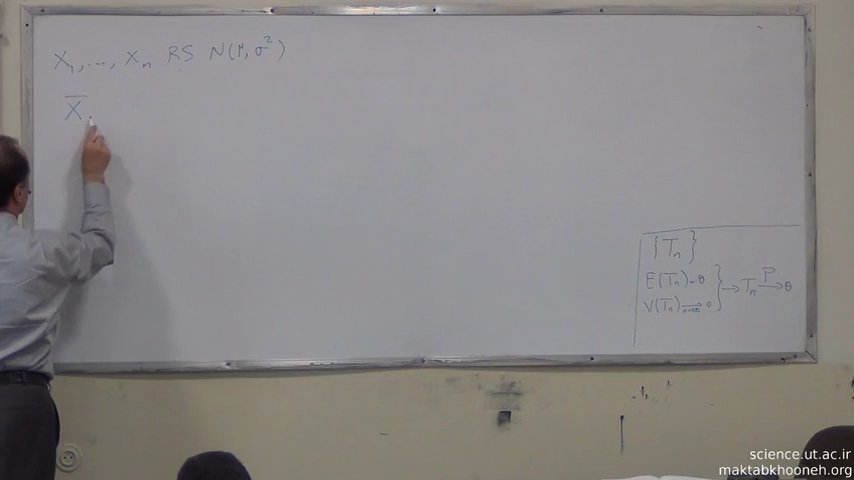 X₁, ..., Xₙ RS N(μ, σ²)
X̅
{Tₙ}
E(Tₙ) = θ
V(Tₙ) ⟶ 0
n→∞
} → Tₙ —P→ θ
science.ut.ac.ir
maktabkhooneh.org